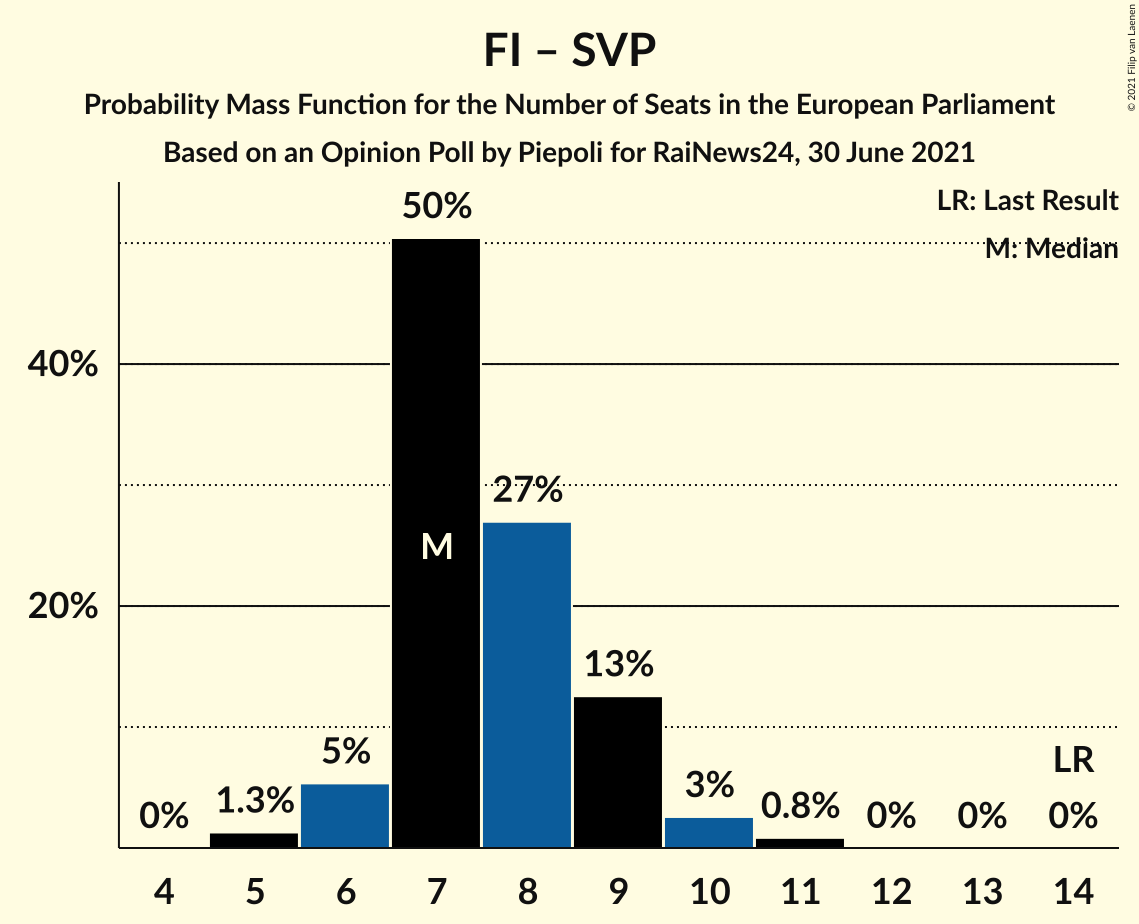 FI – SVP
Probability Mass Function for the Number of Seats in the European Parliament
Based on an Opinion Poll by Piepoli for RaiNews24, 30 June 2021
© 2021 Filip van Laenen
LR: Last Result
M: Median
50%
40%
27%
M
20%
13%
5%
LR
3%
1.3%
0.8%
0%
0%
0%
0%
4 5 6 7 8 9 10 11 12 13 14